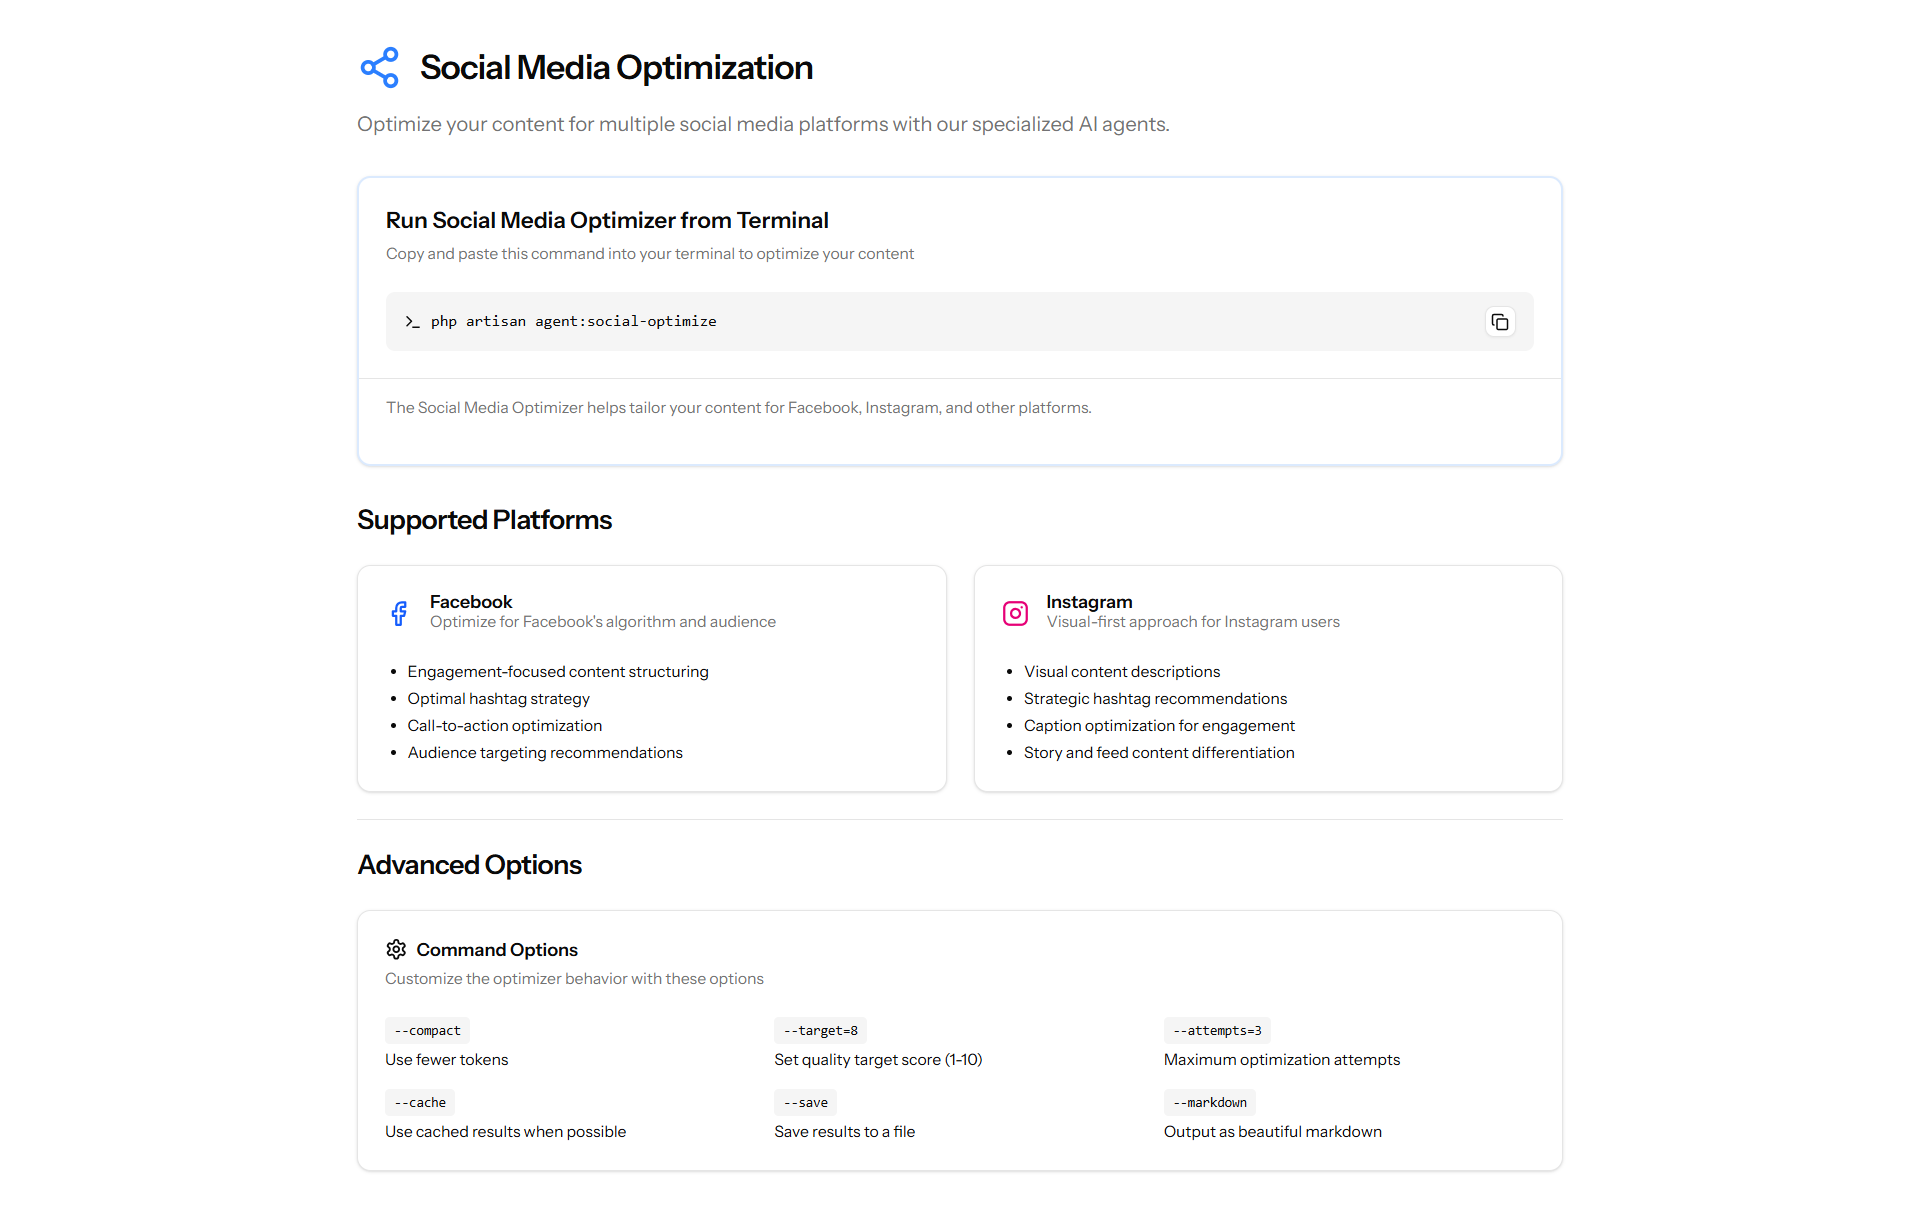 Social Media Optimization
Optimize your content for multiple social media platforms with our specialized AI agents.
Run Social Media Optimizer from Terminal
Copy and paste this command into your terminal to optimize your content
>_ php artisan agent:social-optimize
The Social Media Optimizer helps tailor your content for Facebook, Instagram, and other platforms.
Supported Platforms
Facebook
Optimize for Facebook's algorithm and audience
• Engagement-focused content structuring
• Optimal hashtag strategy
• Call-to-action optimization
• Audience targeting recommendations
Instagram
Visual-first approach for Instagram users
• Visual content descriptions
• Strategic hashtag recommendations
• Caption optimization for engagement
• Story and feed content differentiation
Advanced Options
Command Options
Customize the optimizer behavior with these options
--compact
Use fewer tokens
--target=8
Set quality target score (1-10)
--attempts=3
Maximum optimization attempts
--cache
Use cached results when possible
--save
Save results to a file
--markdown
Output as beautiful markdown